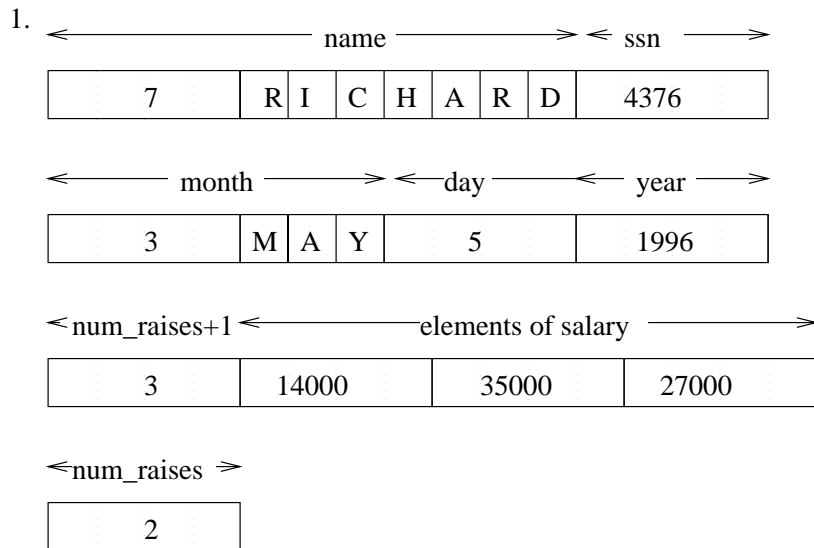 1.
name ssn
7 R I C H A R D 4376
month day year
3 M A Y 5 1996
num_raises+1 elements of salary
3 14000 35000 27000
num_raises
2